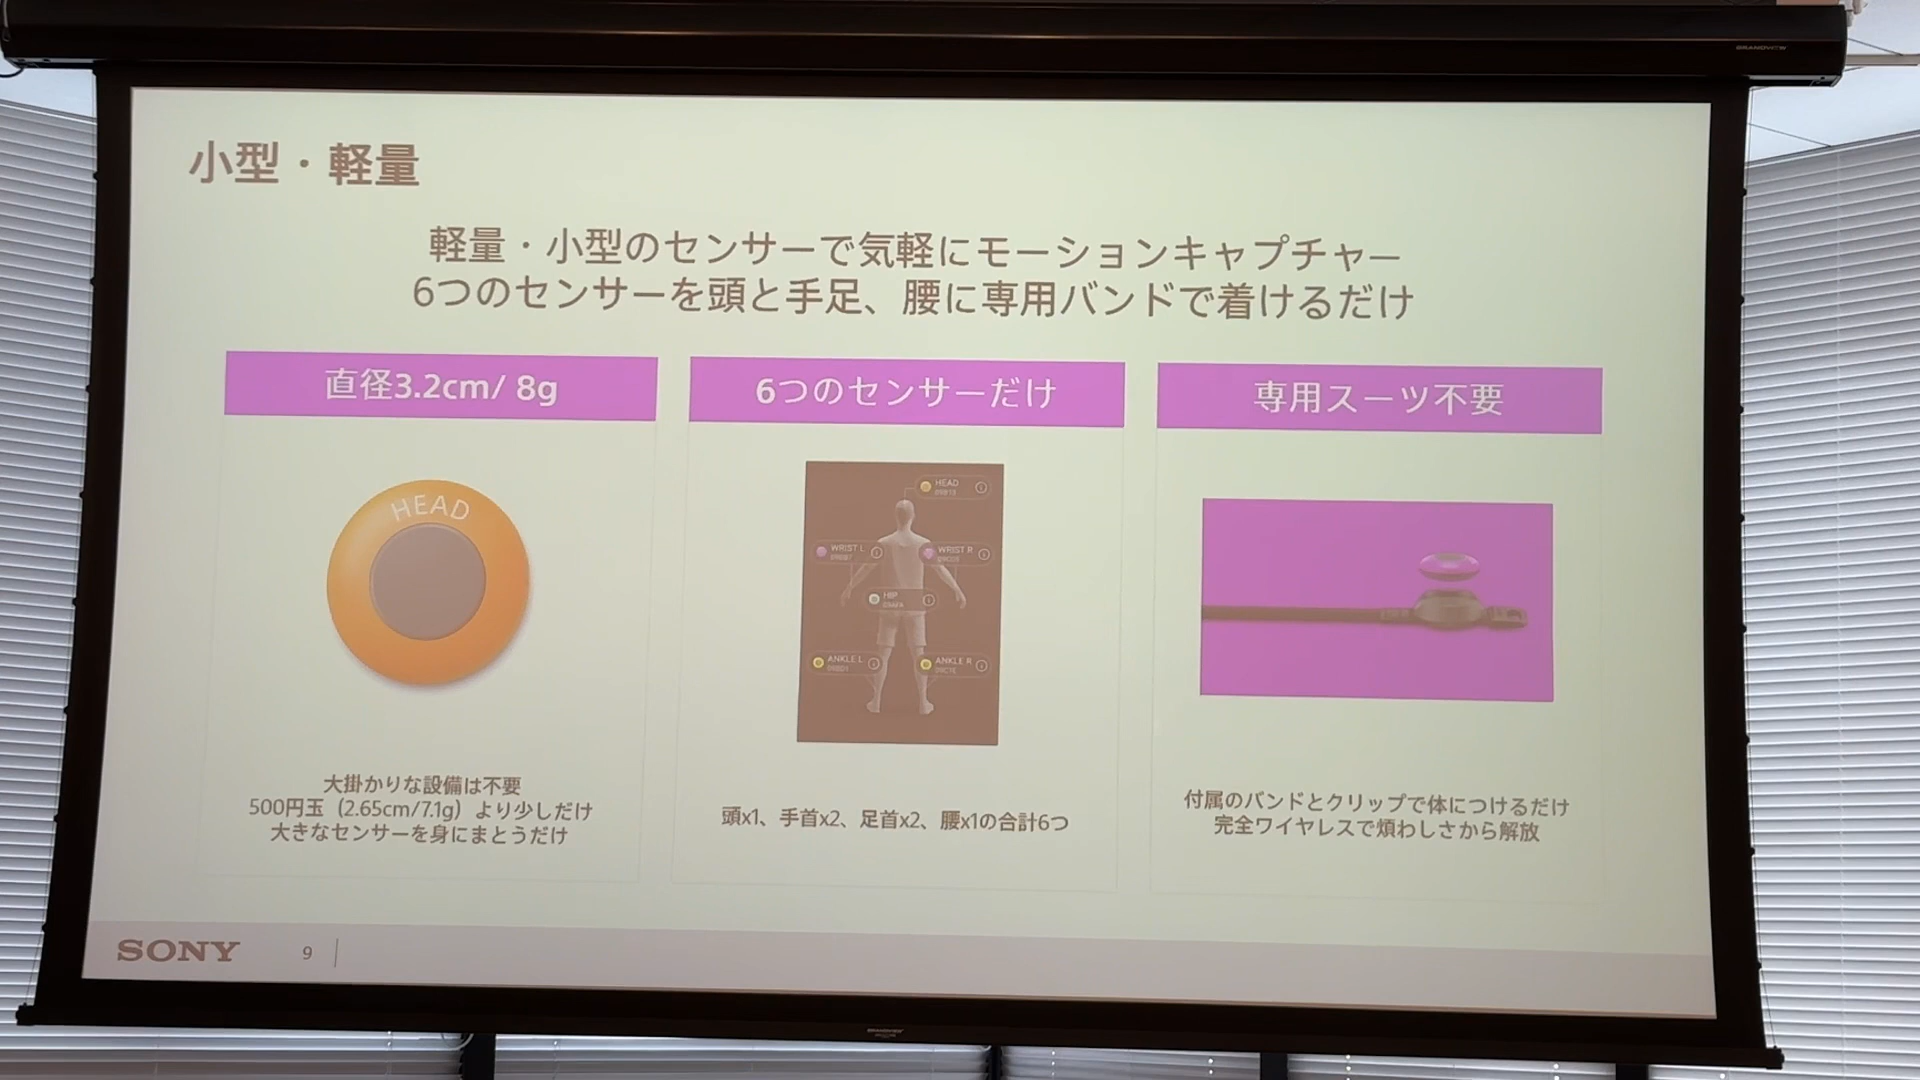 小型・軽量
軽量・小型のセンサーで気軽にモーションキャプチャー
6つのセンサーを頭と手足、腰に専用バンドで着けるだけ
直径3.2cm/ 8g
HEAD
大掛かりな設備は不要
500円玉（2.65cm/7.1g）より少しだけ
大きなセンサーを身にまとうだけ
6つのセンサーだけ
HEAD
WRIST L
WRIST R
HIP
ANKLE L
ANKLE R
頭x1、手首x2、足首x2、腰x1の合計6つ
専用スーツ不要
付属のバンドとクリップで体につけるだけ
完全ワイヤレスで煩わしさから解放
SONY
9